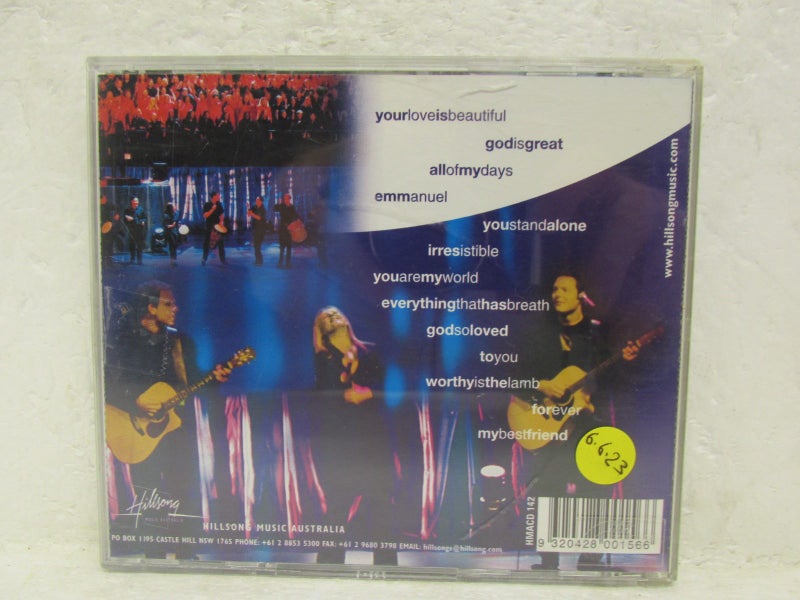 yourloveisbeautiful
godisgreat
allofmydays
emmanuel
youstandalone
irresistible
youaremyworld
everythingthathasbreath
godsoloved
toyou
worthyisthelamb
forever
mybestfriend
www.hillsongmusic.com
6.6.23
Hillsong
MUSIC AUSTRALIA
HILLSONG MUSIC AUSTRALIA
PO BOX 1195 CASTLE HILL NSW 1765 PHONE: +61 2 8853 5300 FAX: +61 2 9680 3798 EMAIL: hillsongs@hillsong.com
HMACD 142
9 320428 001566